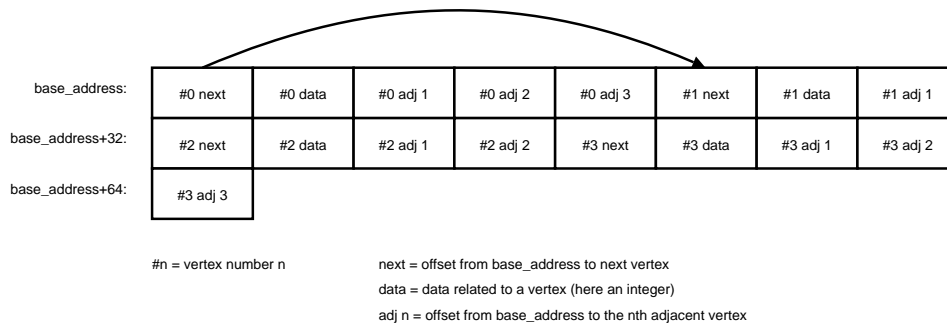 base_address: #0 next #0 data #0 adj 1 #0 adj 2 #0 adj 3 #1 next #1 data #1 adj 1
base_address+32: #2 next #2 data #2 adj 1 #2 adj 2 #3 next #3 data #3 adj 1 #3 adj 2
base_address+64: #3 adj 3
#n = vertex number n next = offset from base_address to next vertex
data = data related to a vertex (here an integer)
adj n = offset from base_address to the nth adjacent vertex